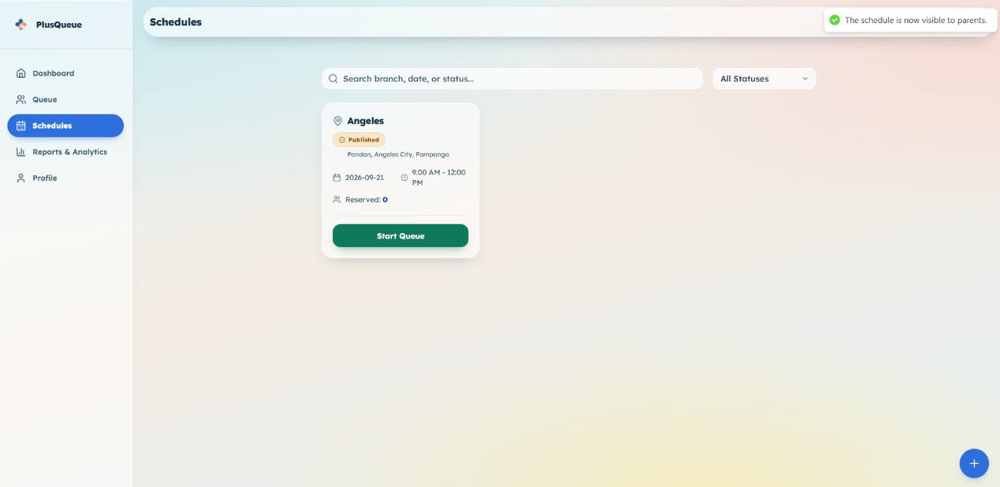 PlusQueue
Schedules
The schedule is now visible to parents.
Dashboard
Queue
Schedules
Reports & Analytics
Profile
Search branch, date, or status...
All Statuses
Angeles
Published
Pandan, Angeles City, Pampanga
2026-09-21
9:00 AM - 12:00
PM
Reserved: 0
Start Queue